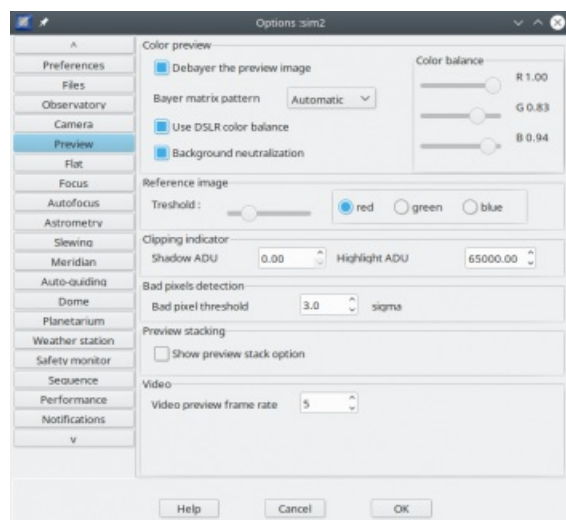 Options :sim2
^
Preferences
Files
Observatory
Camera
Preview
Flat
Focus
Autofocus
Astrometry
Slewing
Meridian
Auto-guiding
Dome
Planetarium
Weather station
Safety monitor
Sequence
Performance
Notifications
v
Color preview
Debayer the preview image
Bayer matrix pattern Automatic
Use DSLR color balance
Background neutralization
Color balance
R 1.00
G 0.83
B 0.94
Reference image
Treshold : red green blue
Clipping indicator
Shadow ADU 0.00 Highlight ADU 65000.00
Bad pixels detection
Bad pixel threshold 3.0 sigma
Preview stacking
Show preview stack option
Video
Video preview frame rate 5
Help Cancel OK